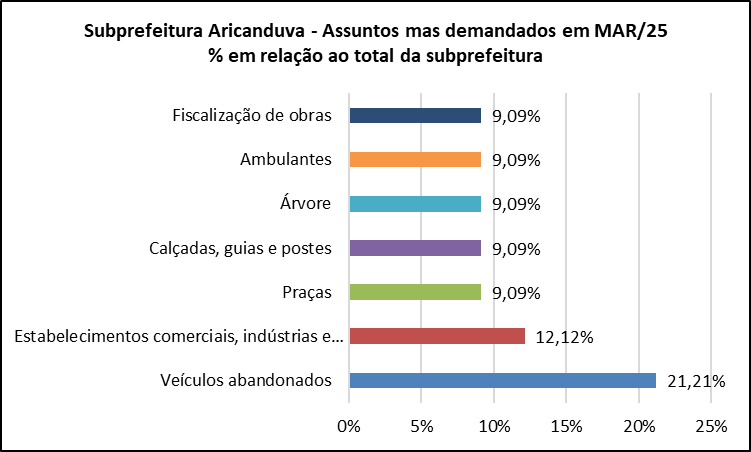 Subprefeitura Aricanduva - Assuntos mas demandados em MAR/25
% em relação ao total da subprefeitura
Fiscalização de obras 9,09%
Ambulantes 9,09%
Árvore 9,09%
Calçadas, guias e postes 9,09%
Praças 9,09%
Estabelecimentos comerciais, indústrias e... 12,12%
Veículos abandonados 21,21%
0% 5% 10% 15% 20% 25%